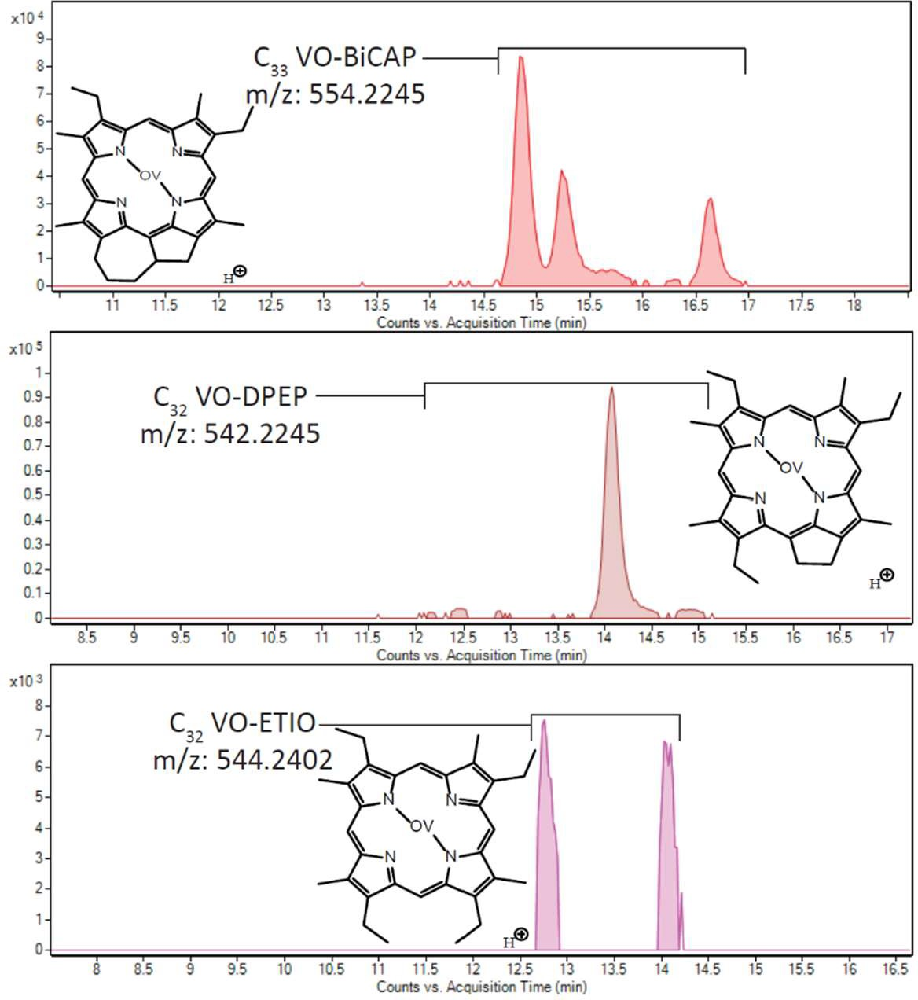 x10 4
9
8
7
6
5
4
3
2
1
0
C33 VO-BiCAP
m/z: 554.2245
N
N
OV
N
N
H⊕
11 11.5 12 12.5 13 13.5 14 14.5 15 15.5 16 16.5 17 17.5 18
Counts vs. Acquisition Time (min)
x10 5
1
0.9
0.8
0.7
0.6
0.5
0.4
0.3
0.2
0.1
0
C32 VO-DPEP
m/z: 542.2245
N
N
OV
N
N
H⊕
8.5 9 9.5 10 10.5 11 11.5 12 12.5 13 13.5 14 14.5 15 15.5 16 16.5 17
Counts vs. Acquisition Time (min)
x10 3
8
7
6
5
4
3
2
1
0
C32 VO-ETIO
m/z: 544.2402
N
N
OV
N
N
H⊕
8 8.5 9 9.5 10 10.5 11 11.5 12 12.5 13 13.5 14 14.5 15 15.5 16 16.5
Counts vs. Acquisition Time (min)